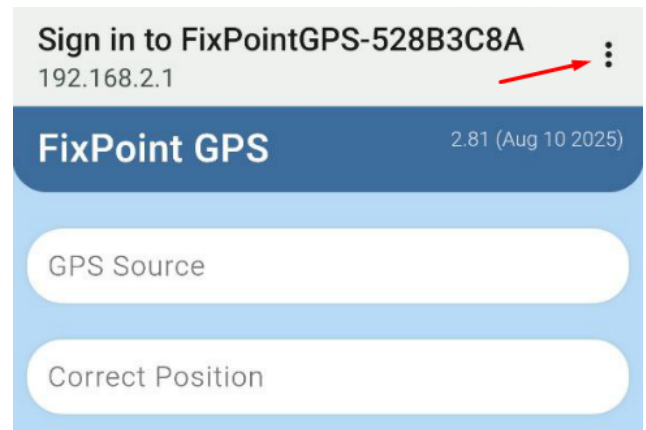 Sign in to FixPointGPS-528B3C8A
192.168.2.1
FixPoint GPS
2.81 (Aug 10 2025)
GPS Source
Correct Position